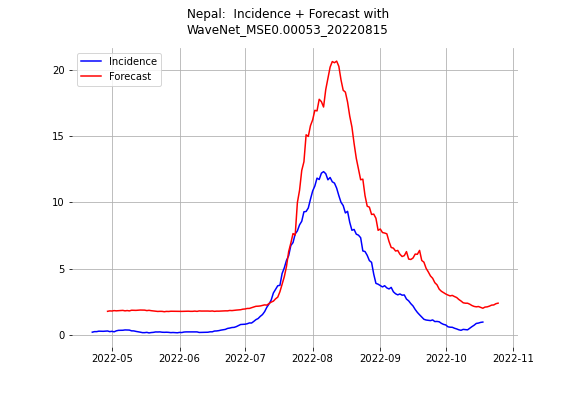 Nepal:  Incidence + Forecast with
WaveNet_MSE0.00053_20220815
Incidence
Forecast
20
15
10
5
0
2022-05 2022-06 2022-07 2022-08 2022-09 2022-10 2022-11